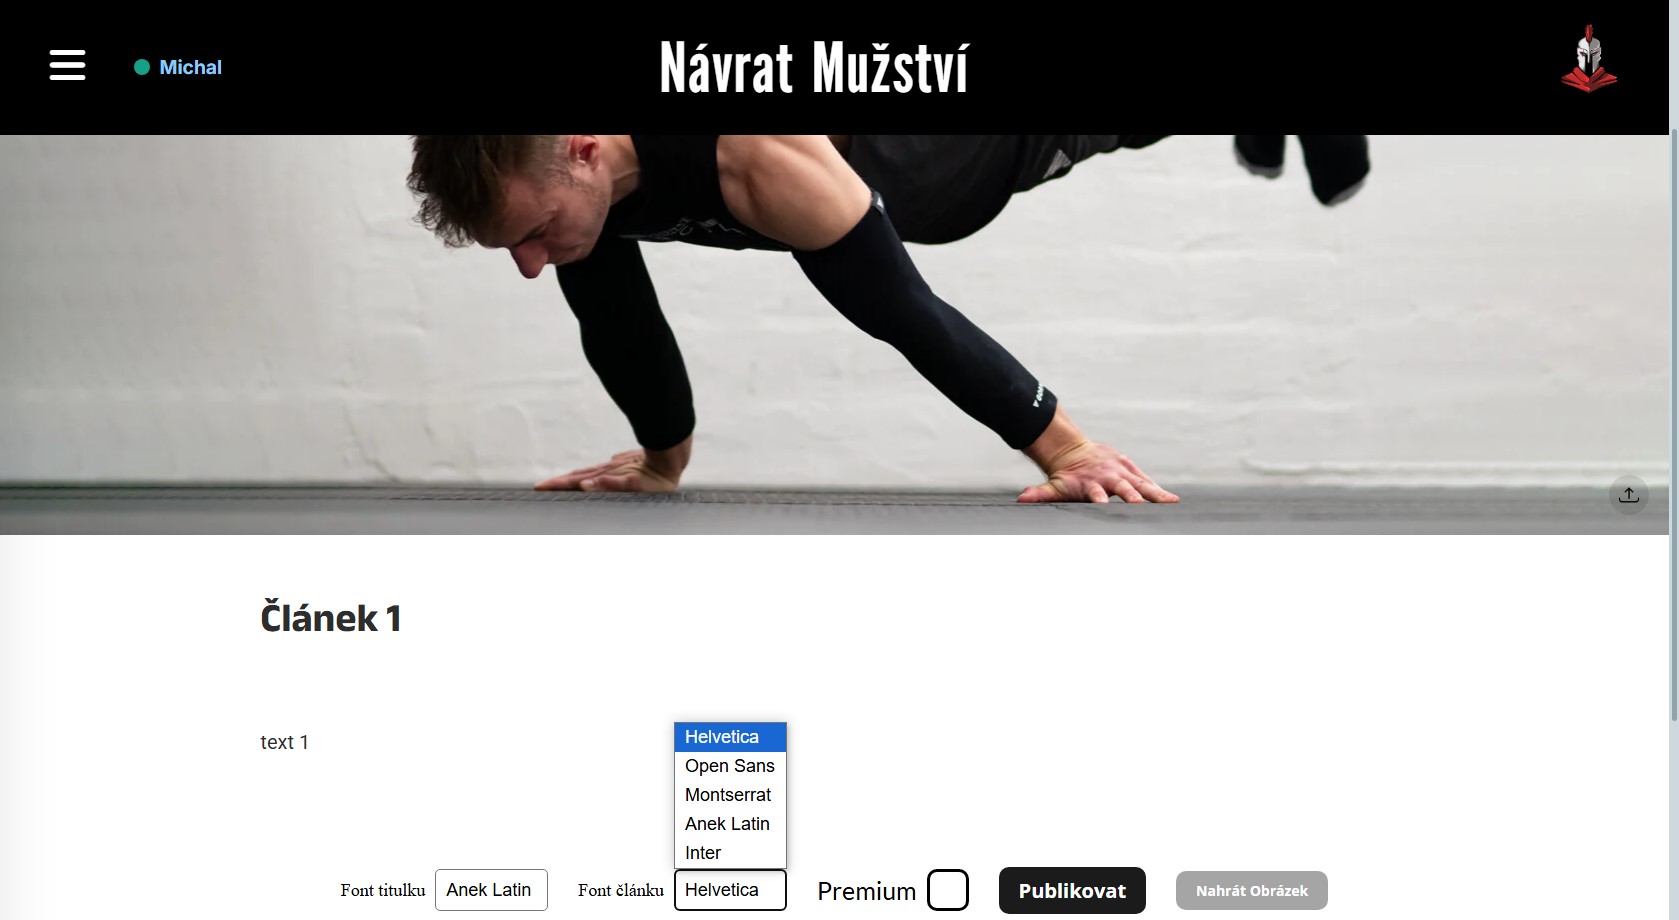 Michal
Návrat Mužství
Článek 1
text 1
Helvetica
Open Sans
Montserrat
Anek Latin
Inter
Font titulku Anek Latin Font článku Helvetica Premium Publikovat Nahrát Obrázek